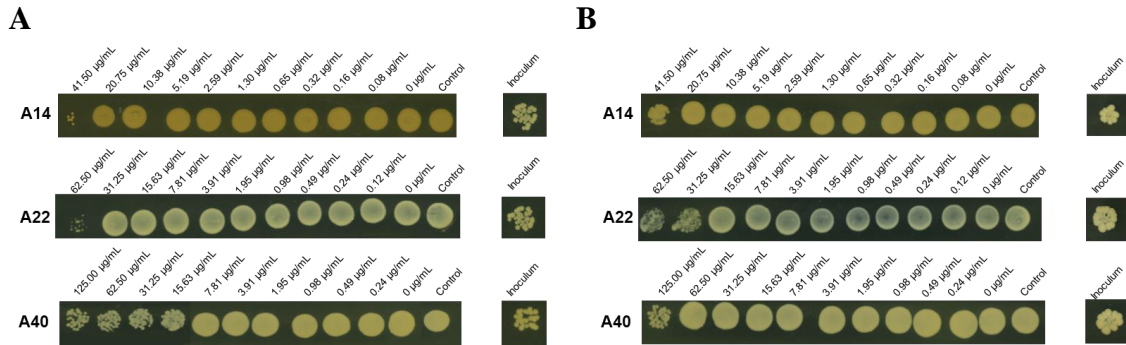 A
41.50 µg/mL
20.75 µg/mL
10.38 µg/mL
5.19 µg/mL
2.59 µg/mL
1.30 µg/mL
0.65 µg/mL
0.32 µg/mL
0.16 µg/mL
0.08 µg/mL
0 µg/mL
Control
Inoculum
A14
62.50 µg/mL
31.25 µg/mL
15.63 µg/mL
7.81 µg/mL
3.91 µg/mL
1.95 µg/mL
0.98 µg/mL
0.49 µg/mL
0.24 µg/mL
0.12 µg/mL
0 µg/mL
Control
Inoculum
A22
125.00 µg/mL
62.50 µg/mL
31.25 µg/mL
15.63 µg/mL
7.81 µg/mL
3.91 µg/mL
1.95 µg/mL
0.98 µg/mL
0.49 µg/mL
0.24 µg/mL
0 µg/mL
Control
Inoculum
A40
B
41.50 µg/mL
20.75 µg/mL
10.38 µg/mL
5.19 µg/mL
2.59 µg/mL
1.30 µg/mL
0.65 µg/mL
0.32 µg/mL
0.16 µg/mL
0.08 µg/mL
0 µg/mL
Control
Inoculum
A14
62.50 µg/mL
31.25 µg/mL
15.63 µg/mL
7.81 µg/mL
3.91 µg/mL
1.95 µg/mL
0.98 µg/mL
0.49 µg/mL
0.24 µg/mL
0.12 µg/mL
0 µg/mL
Control
Inoculum
A22
125.00 µg/mL
62.50 µg/mL
31.25 µg/mL
15.63 µg/mL
7.81 µg/mL
3.91 µg/mL
1.95 µg/mL
0.98 µg/mL
0.49 µg/mL
0.24 µg/mL
0 µg/mL
Control
Inoculum
A40